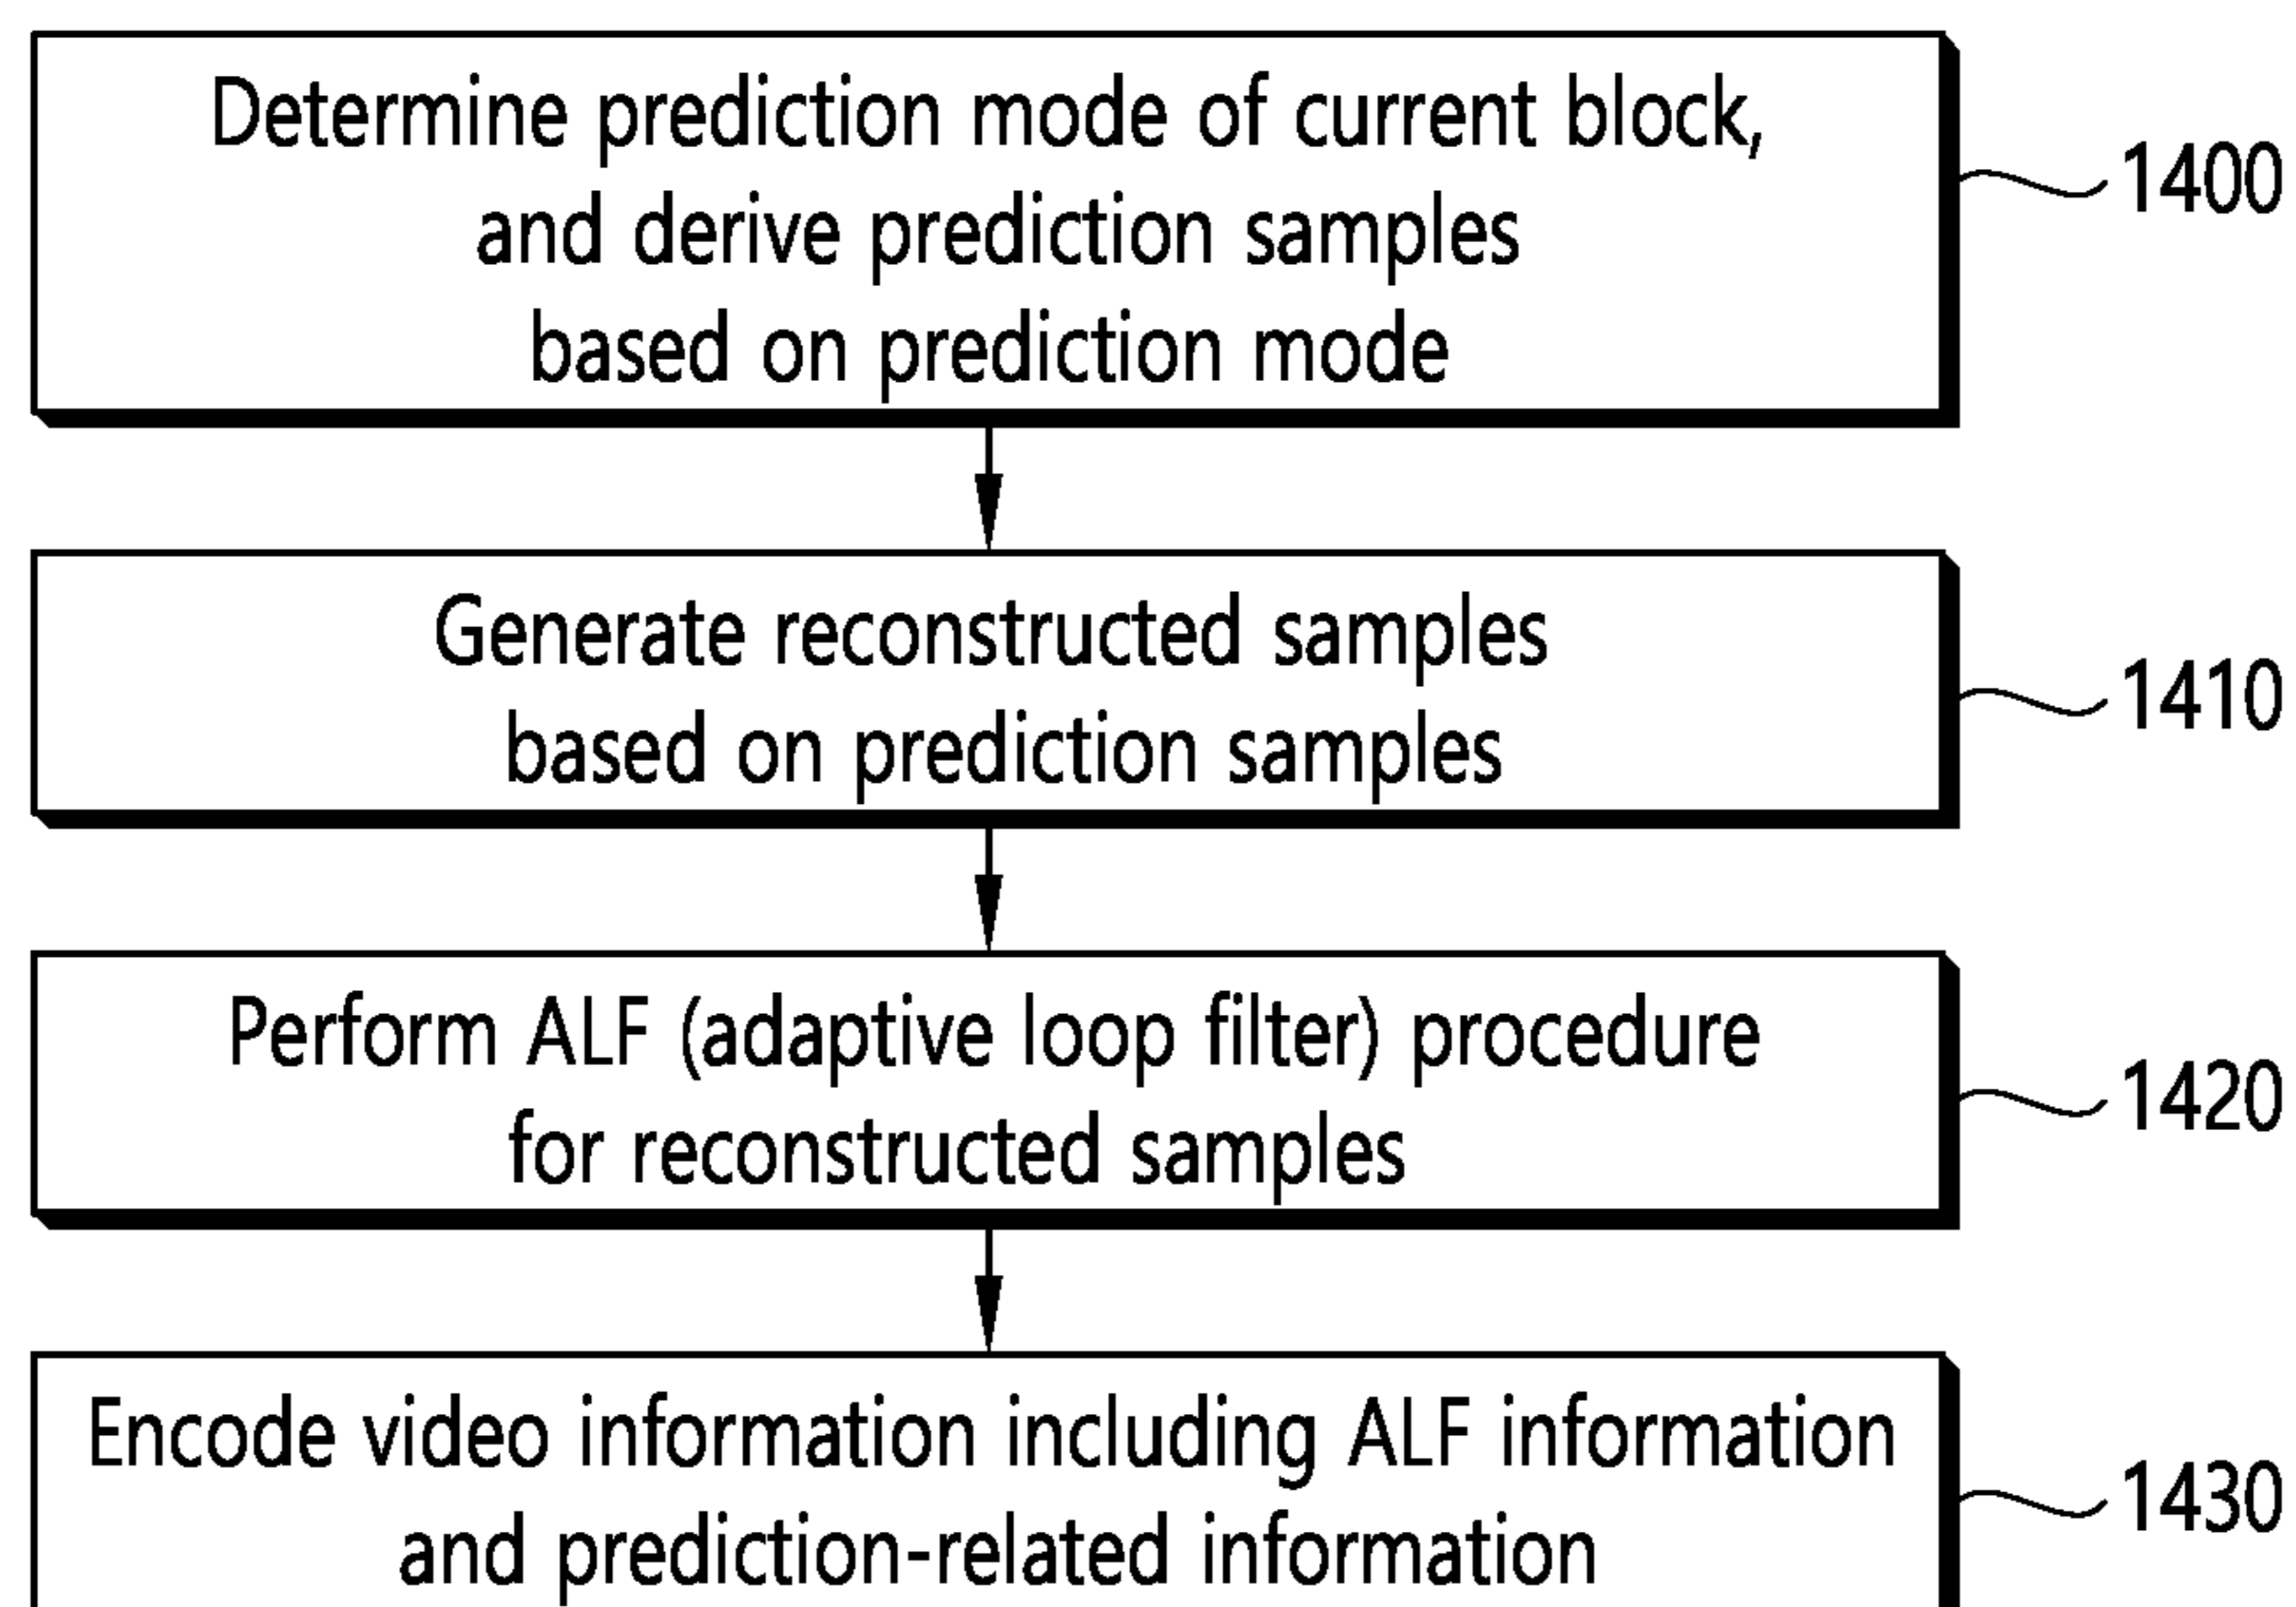 Determine prediction mode of current block,
and derive prediction samples
based on prediction mode
1400
Generate reconstructed samples
based on prediction samples
1410
Perform ALF (adaptive loop filter) procedure
for reconstructed samples
1420
Encode video information including ALF information
and prediction-related information
1430